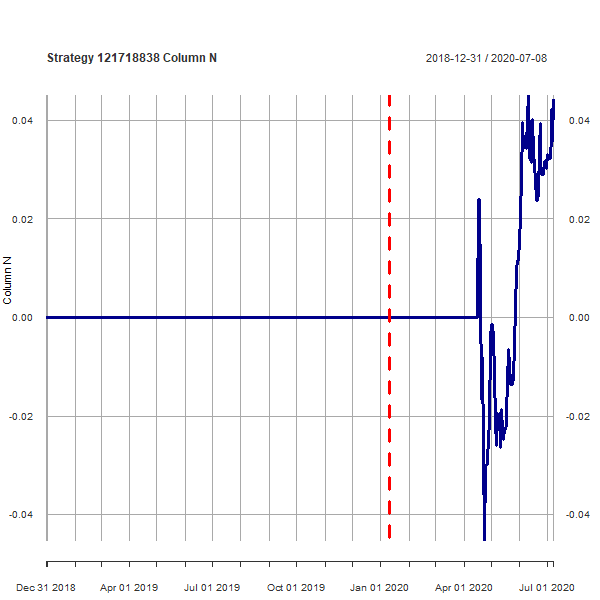 Strategy 121718838 Column N
2018-12-31 / 2020-07-08
0.04
0.04
0.02
0.02
Column N
0.00
0.00
-0.02
-0.02
-0.04
-0.04
Dec 31 2018
Apr 01 2019
Jul 01 2019
Oct 01 2019
Jan 01 2020
Apr 01 2020
Jul 01 2020